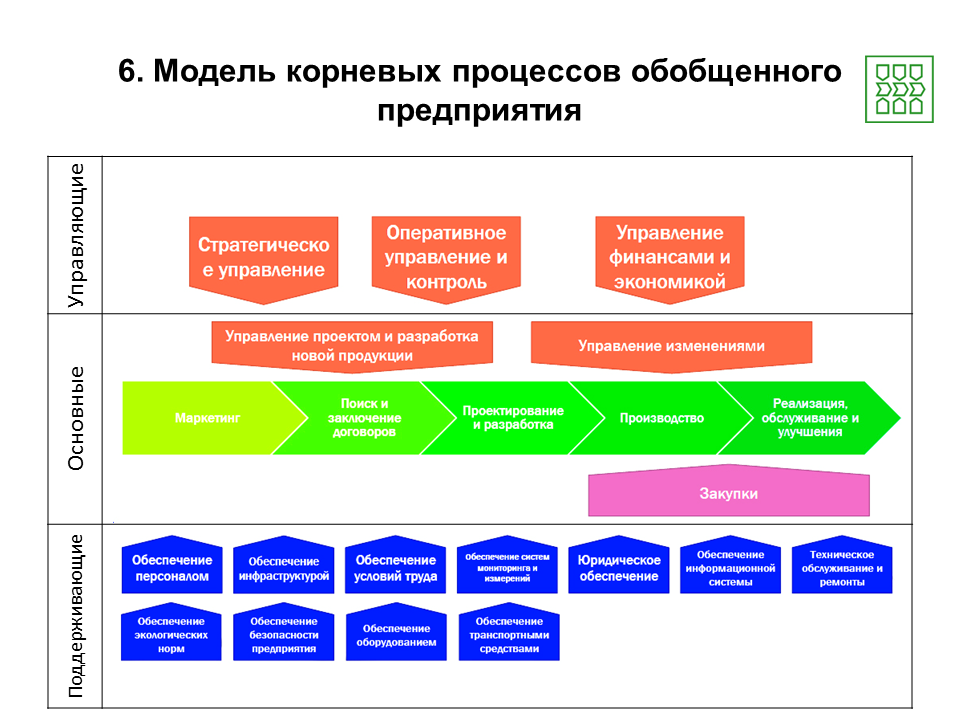 6. Модель корневых процессов обобщенного
предприятия
Управляющие
Стратегическо
е управление
Оперативное
управление и
контроль
Управление
финансами и
экономикой
Основные
Управление проектом и разработка
новой продукции
Управление изменениями
Маркетинг
Поиск и
заключение
договоров
Проектирование
и разработка
Производство
Реализация,
обслуживание и
улучшения
Закупки
Поддерживающие
Обеспечение
персоналом
Обеспечение
инфраструктурой
Обеспечение
условий труда
Обеспечение систем
мониторинга и
измерений
Юридическое
обеспечение
Обеспечение
информационной
системы
Техническое
обслуживание и
ремонты
Обеспечение
экологических
норм
Обеспечение
безопасности
предприятия
Обеспечение
оборудованием
Обеспечение
транспортными
средствами